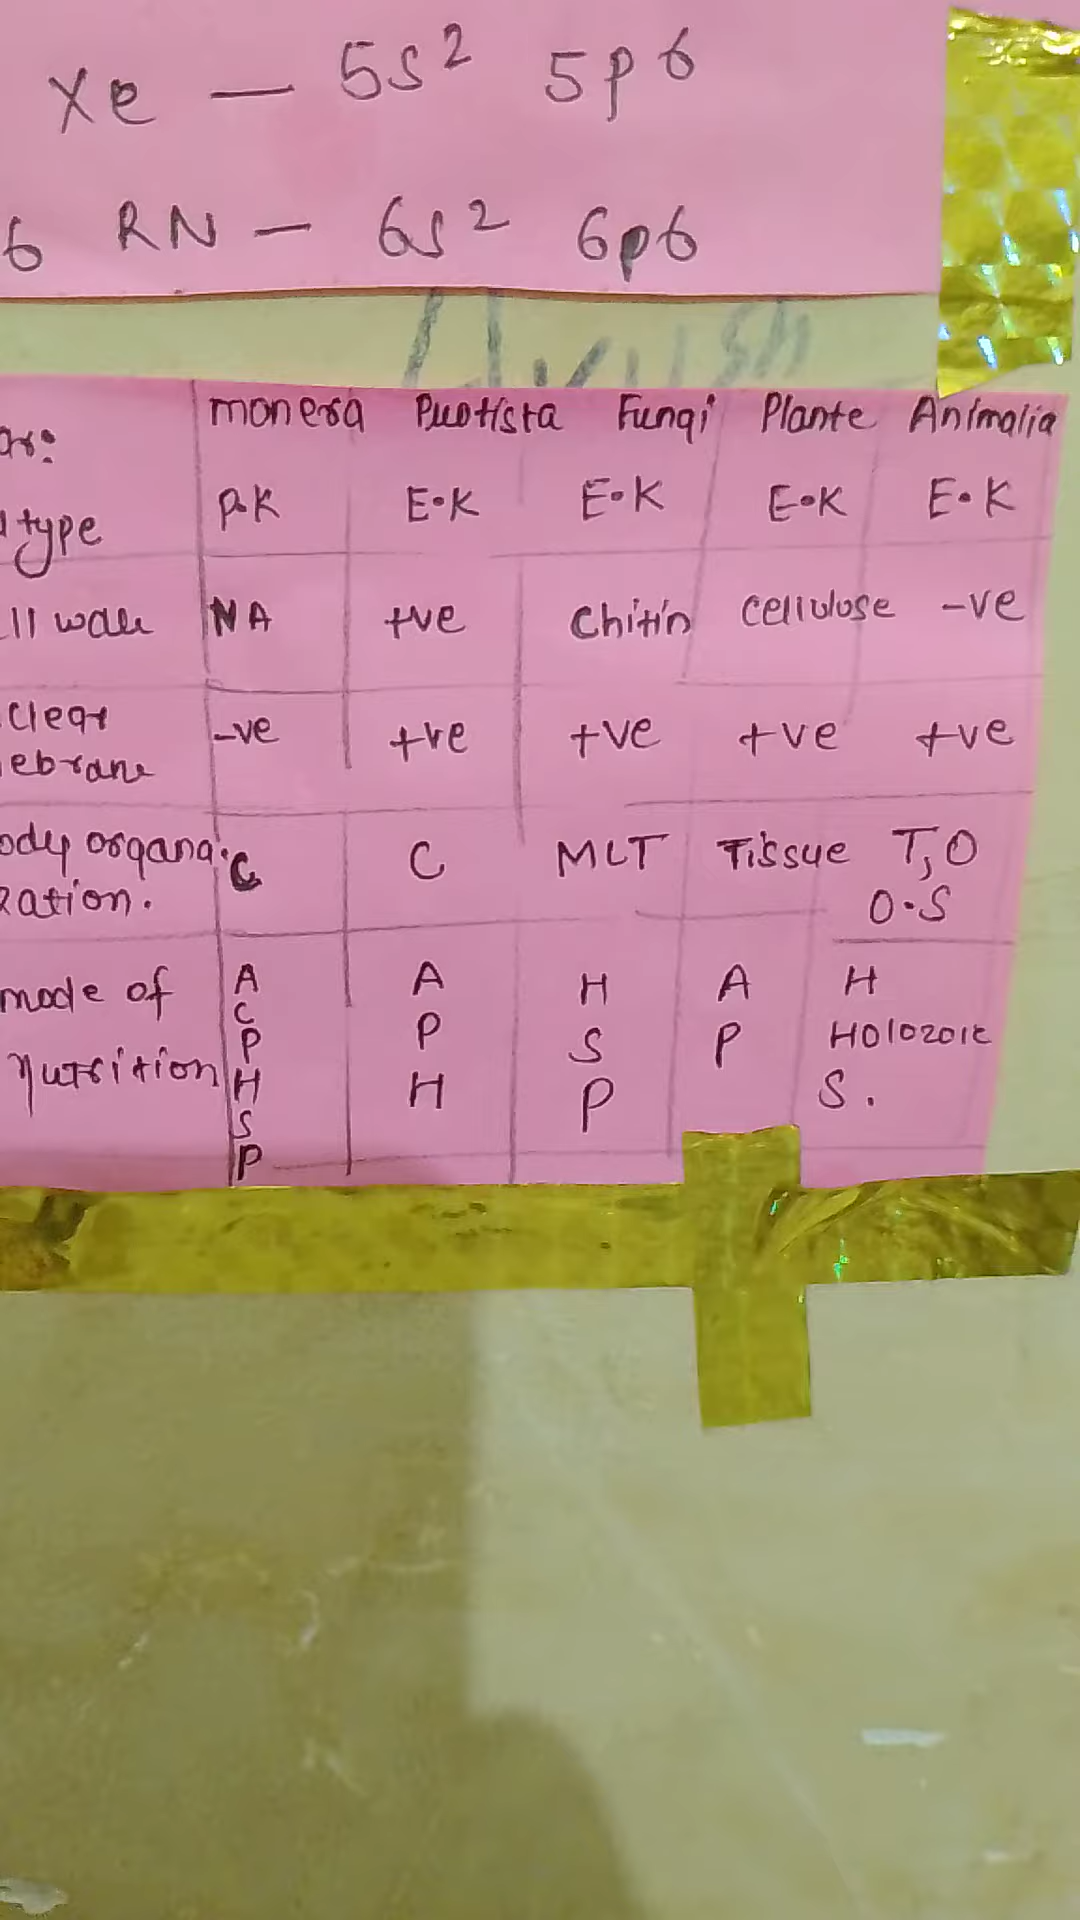 Xe — 5s² 5p6
6 RN — 6s² 6p6
Ayush
monera Protista Fungi Plante Animalia
P.K E.K E.K E.K E.K
type
ll wall NA +ve Chitin Cellulose -ve
clear -ve +ve +ve +ve +ve
ebrane
ody organi C C MLT Tissue T, O
zation. O.S
mode of A A H A H
C
P P S P Holozoic
nutrition H H P S.
S
P